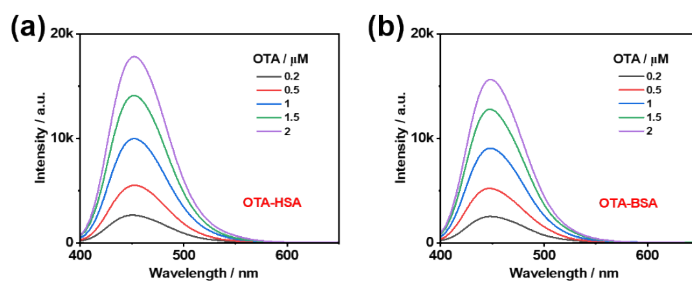 (a)
20k
10k
0
400
500
600
Intensity / a.u.
Wavelength / nm
OTA / μM
0.2
0.5
1
1.5
2
OTA-HSA
(b)
20k
10k
0
400
500
600
Intensity / a.u.
Wavelength / nm
OTA / μM
0.2
0.5
1
1.5
2
OTA-BSA